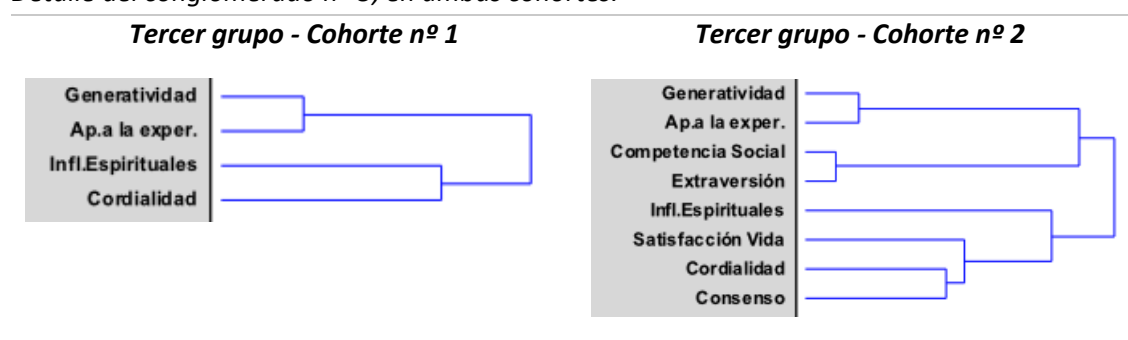 Tercer grupo - Cohorte nº 1
Generatividad
Ap.a la exper.
Infl.Espirituales
Cordialidad
Tercer grupo - Cohorte nº 2
Generatividad
Ap.a la exper.
Competencia Social
Extraversión
Infl.Espirituales
Satisfacción Vida
Cordialidad
Consenso